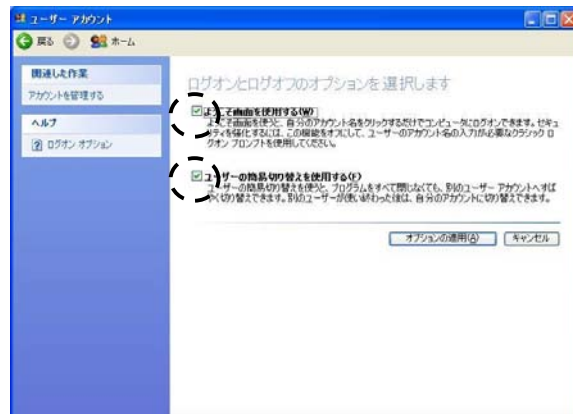 ユーザー アカウント
戻る ホーム
関連した作業
アカウントを管理する
ヘルプ
ログオン オプション
ログオンとログオフのオプションを選択します
ようこそ画面を使用する(W)
ようこそ画面を使うと、自分のアカウント名をクリックするだけでコンピュータにログオンできます。セキュ
リティを強化するには、この機能をオフにして、ユーザーのアカウント名の入力が必要なクラシック ロ
グオン プロンプトを使用してください。
ユーザーの簡易切り替えを使用する(F)
ユーザーの簡易切り替えを使うと、プログラムをすべて閉じなくても、別のユーザー アカウントへすば
やく切り替えできます。別のユーザーが使い終わった後は、自分のアカウントに切り替えできます。
オプションの適用(A) キャンセル